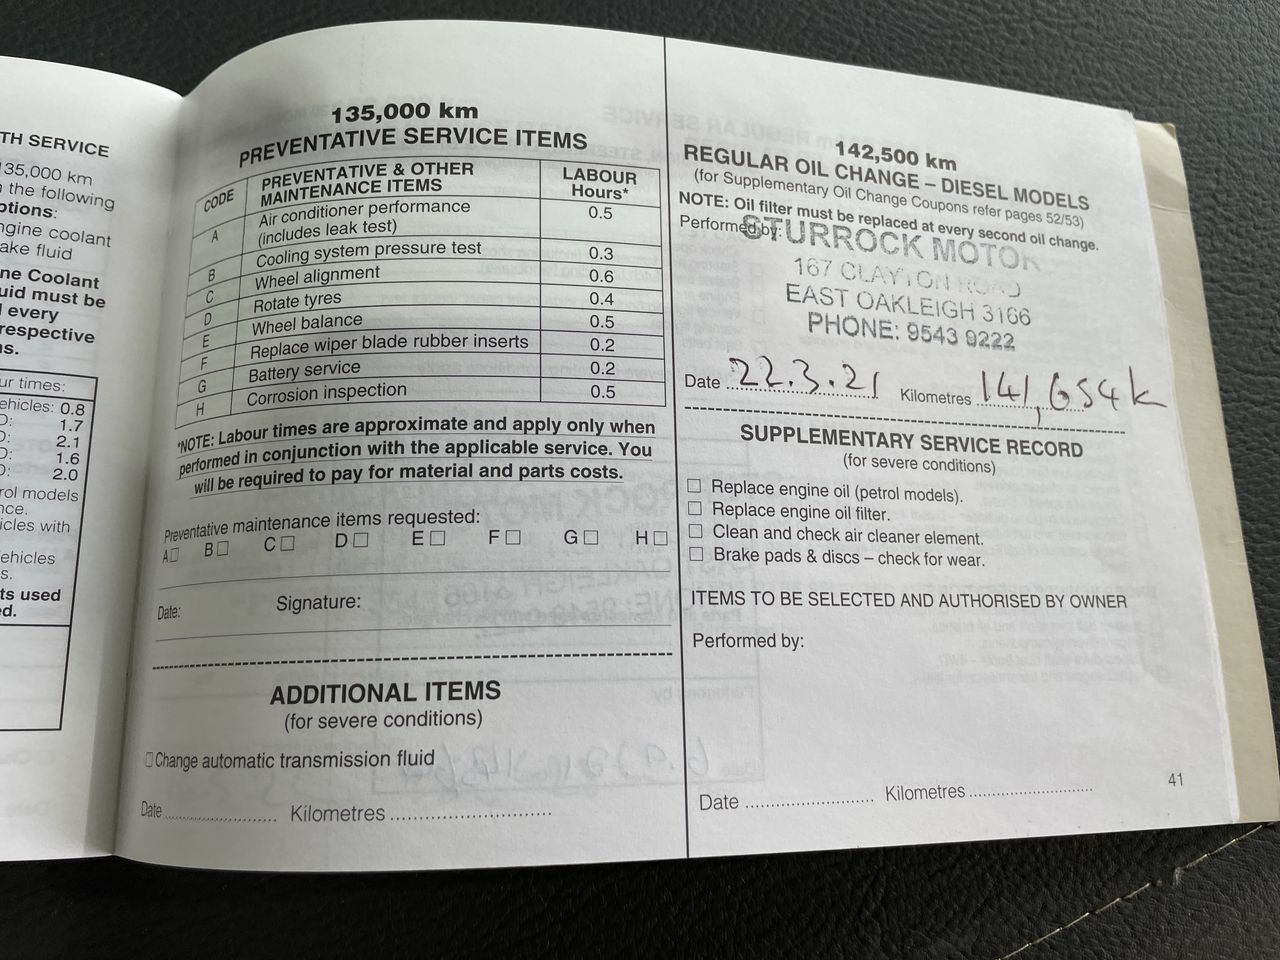 TH SERVICE
135,000 km
the following
ptions:
ngine coolant
ake fluid
ne Coolant
uid must be
every
respective
ns.
ur times:
ehicles: 0.8
D: 1.7
D: 2.1
D: 1.6
D: 2.0
rol models
nce.
icles with
ehicles
s.
ts used
ed.
135,000 km
PREVENTATIVE SERVICE ITEMS
CODE PREVENTATIVE & OTHER MAINTENANCE ITEMS LABOUR Hours*
A Air conditioner performance (includes leak test) 0.5
B Cooling system pressure test 0.3
C Wheel alignment 0.6
D Rotate tyres 0.4
E Wheel balance 0.5
F Replace wiper blade rubber inserts 0.2
G Battery service 0.2
H Corrosion inspection 0.5
*NOTE: Labour times are approximate and apply only when
performed in conjunction with the applicable service. You
will be required to pay for material and parts costs.
Preventative maintenance items requested:
A□ B□ C□ D□ E□ F□ G□ H□
Date: Signature:
ADDITIONAL ITEMS
(for severe conditions)
□ Change automatic transmission fluid
Date.......................... Kilometres ............................
142,500 km
REGULAR OIL CHANGE – DIESEL MODELS
(for Supplementary Oil Change Coupons refer pages 52/53)
NOTE: Oil filter must be replaced at every second oil change.
Performed by:
STURROCK MOTOR
167 CLAYTON ROAD
EAST OAKLEIGH 3166
PHONE: 9543 9222
Date 22.3.21 Kilometres 141,654k
SUPPLEMENTARY SERVICE RECORD
(for severe conditions)
□ Replace engine oil (petrol models).
□ Replace engine oil filter.
□ Clean and check air cleaner element.
□ Brake pads & discs – check for wear.
ITEMS TO BE SELECTED AND AUTHORISED BY OWNER
Performed by:
Date .......................... Kilometres .........................
41